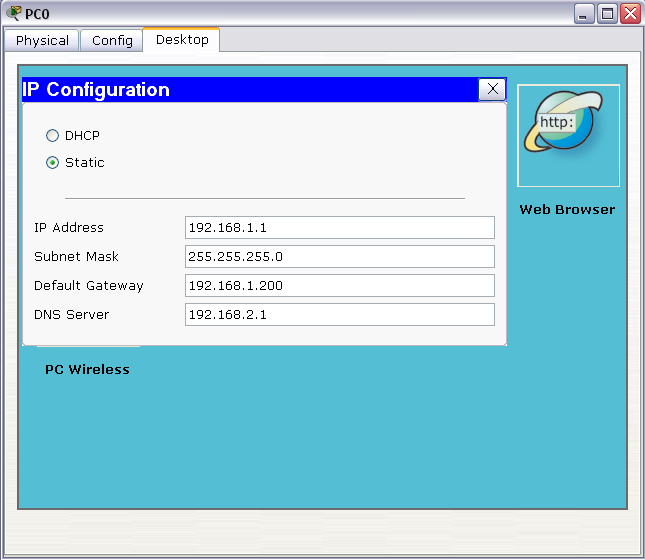 PC0
Physical Config Desktop
IP Configuration X
DHCP
Static
http:
Web Browser
IP Address 192.168.1.1
Subnet Mask 255.255.255.0
Default Gateway 192.168.1.200
DNS Server 192.168.2.1
PC Wireless